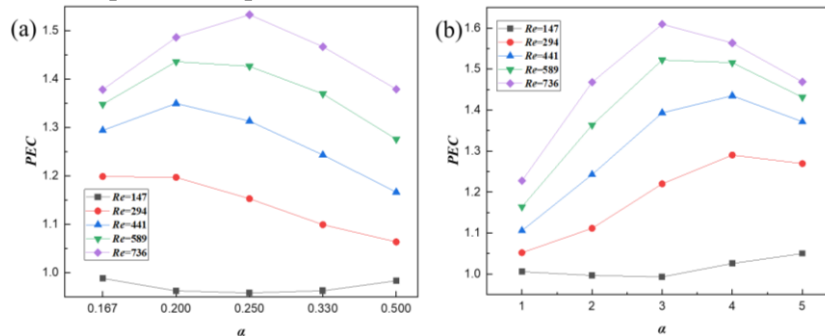 (a)
PEC
1.5
1.4
1.3
1.2
1.1
1.0
Re=147
Re=294
Re=441
Re=589
Re=736
0.167 0.200 0.250 0.330 0.500
α
(b)
PEC
1.6
1.5
1.4
1.3
1.2
1.1
1.0
Re=147
Re=294
Re=441
Re=589
Re=736
1 2 3 4 5
α